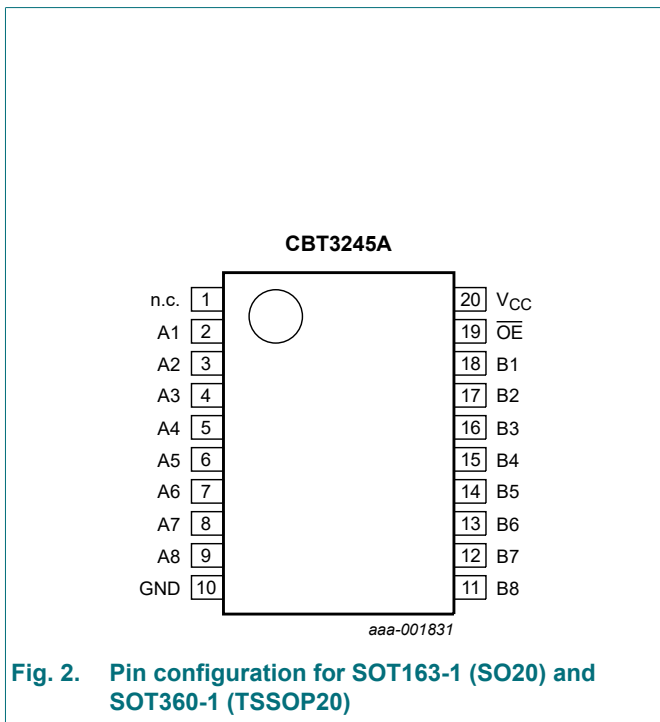 CBT3245A
n.c. 1 20 VCC
A1 2 19 O̅E̅
A2 3 18 B1
A3 4 17 B2
A4 5 16 B3
A5 6 15 B4
A6 7 14 B5
A7 8 13 B6
A8 9 12 B7
GND 10 11 B8
aaa-001831
Fig. 2. Pin configuration for SOT163-1 (SO20) and
SOT360-1 (TSSOP20)